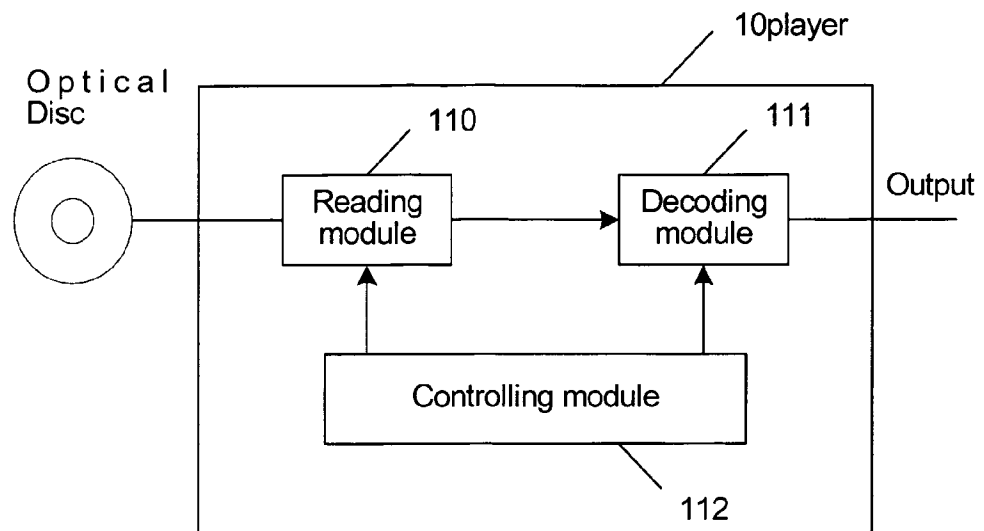 10player
Optical
Disc
110
111
Reading
module
Decoding
module
Output
Controlling module
112